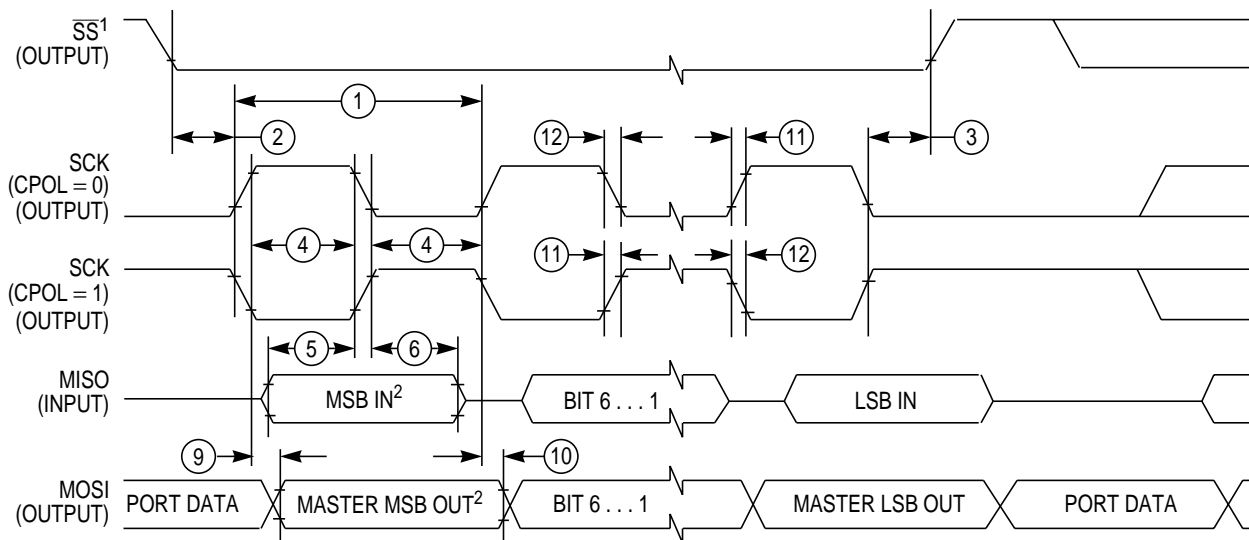 SS¹
(OUTPUT)
1
2
12
11
3
SCK
(CPOL = 0)
(OUTPUT)
4
4
SCK
(CPOL = 1)
(OUTPUT)
11
12
5
6
MISO
(INPUT)
MSB IN²
BIT 6 . . . 1
LSB IN
9
10
MOSI
(OUTPUT)
PORT DATA
MASTER MSB OUT²
BIT 6 . . . 1
MASTER LSB OUT
PORT DATA